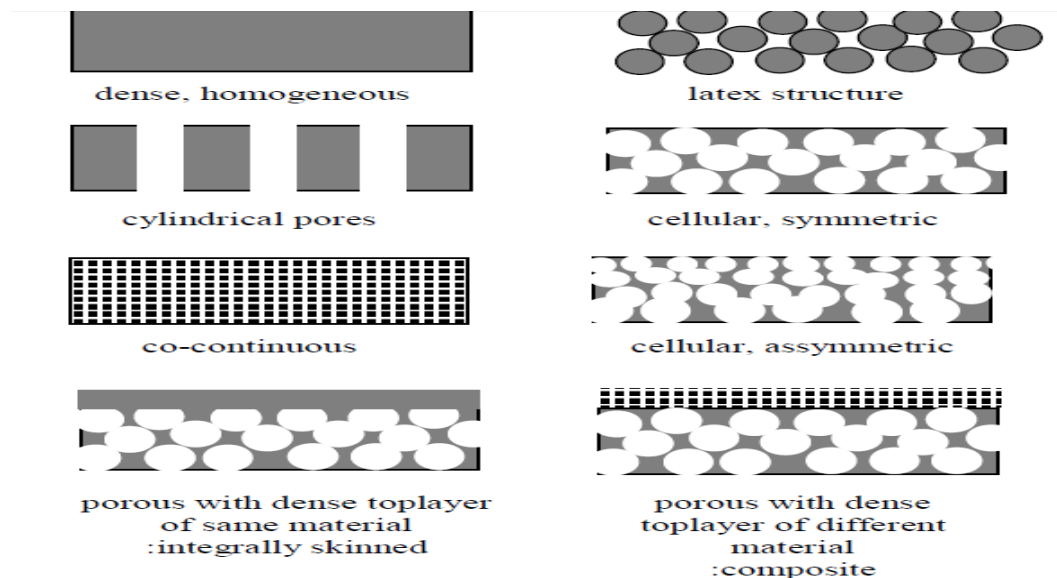 dense, homogeneous
latex structure
cylindrical pores
cellular, symmetric
co-continuous
cellular, assymmetric
porous with dense toplayer
of same material
:integrally skinned
porous with dense
toplayer of different
material
:composite